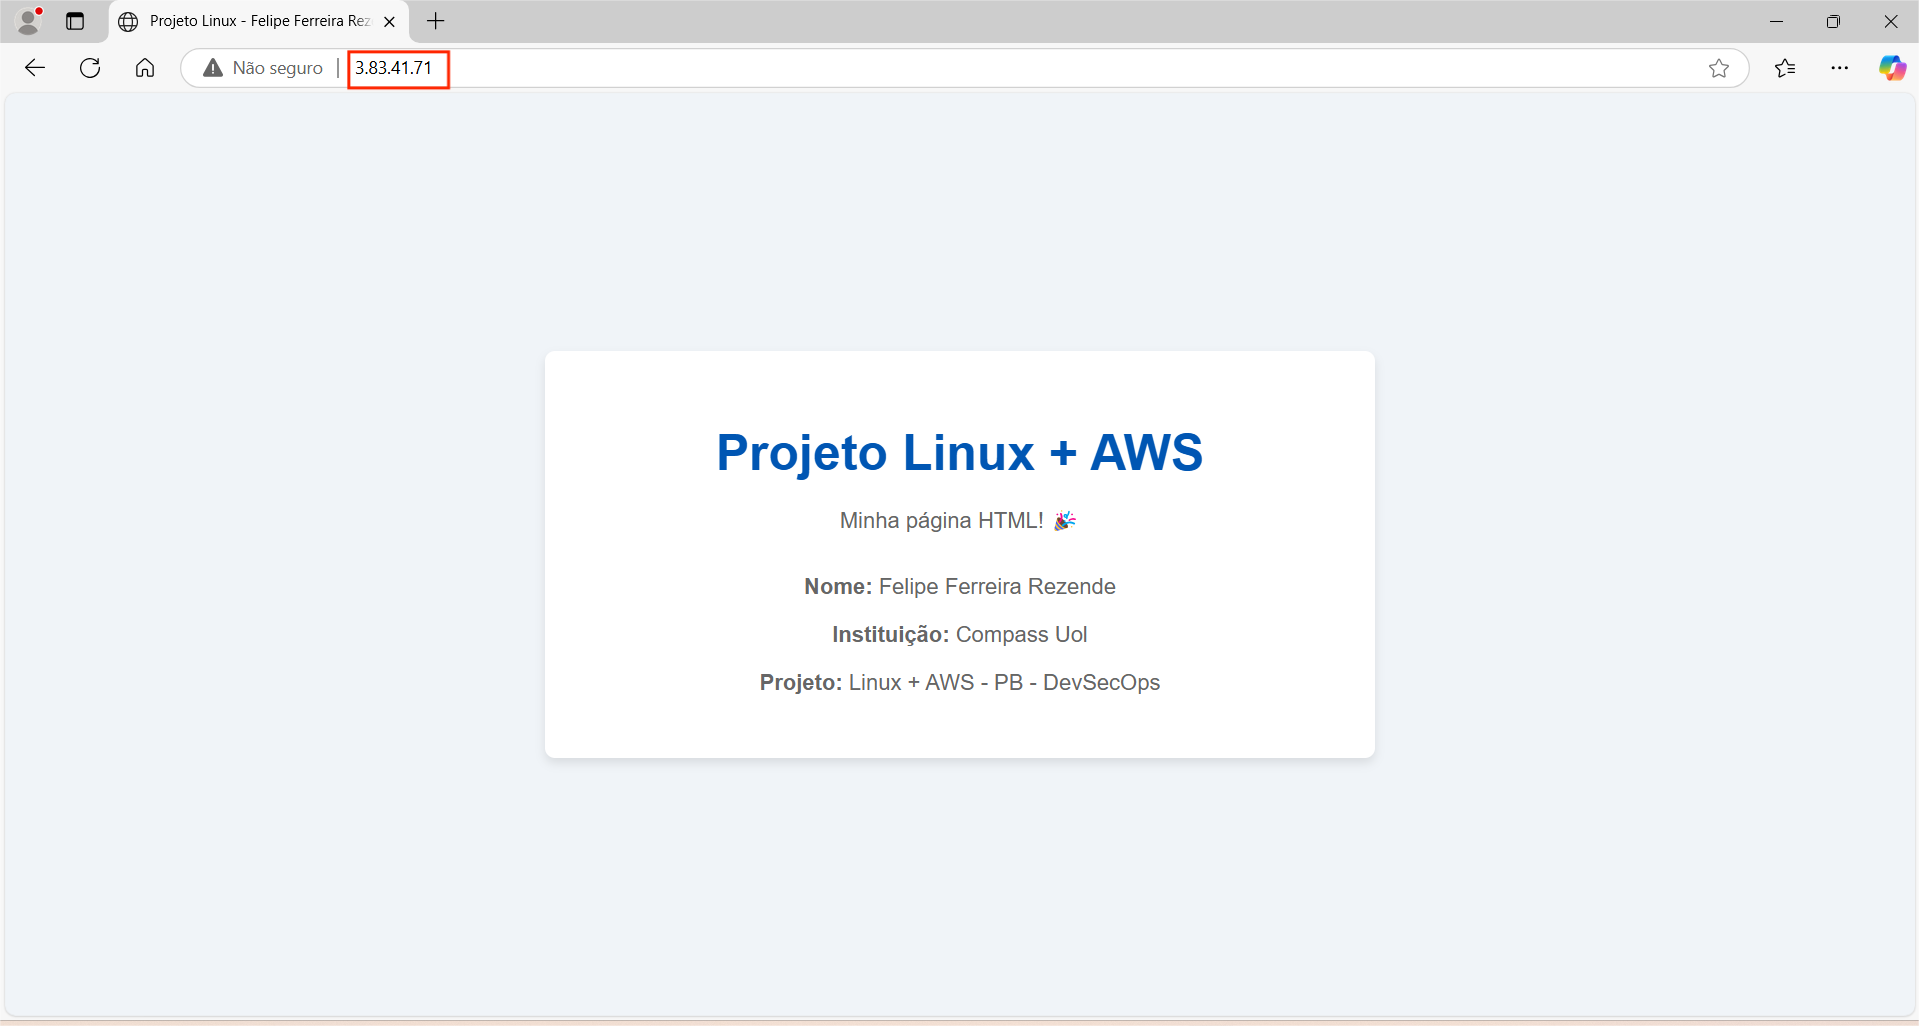 Projeto Linux - Felipe Ferreira Rez
Não seguro
3.83.41.71
Projeto Linux + AWS
Minha página HTML! 🎉
Nome: Felipe Ferreira Rezende
Instituição: Compass Uol
Projeto: Linux + AWS - PB - DevSecOps